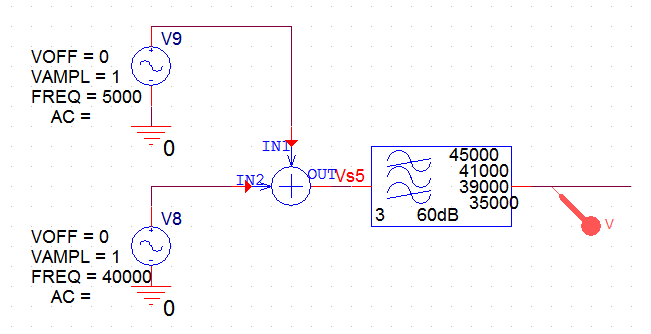 V9
VOFF = 0
VAMPL = 1
FREQ = 5000
AC =
0
IN1
IN2
OUT
Vs5
45000
41000
39000
35000
3 60dB
V
V8
VOFF = 0
VAMPL = 1
FREQ = 40000
AC =
0